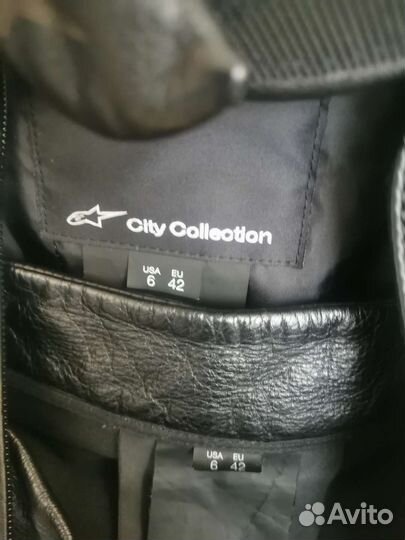 City Collection
USA EU
6 42
USA EU
6 42
Avito